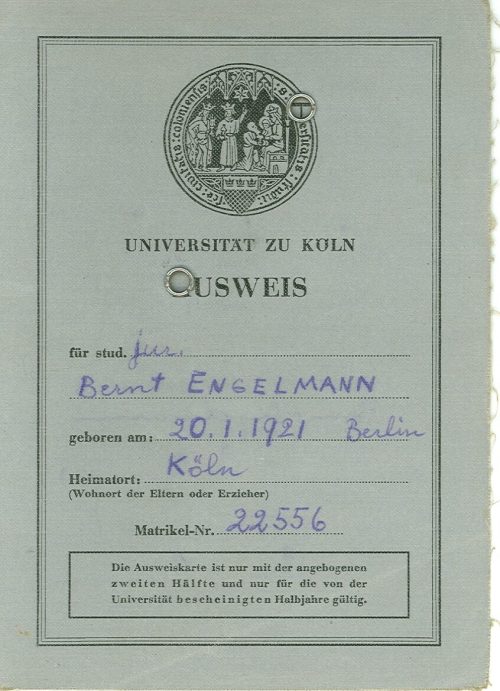 UNIVERSITÄT ZU KÖLN
AUSWEIS
für stud. jur.
Bernt ENGELMANN
geboren am: 20.1.1921 Berlin
Heimatort: Köln
(Wohnort der Eltern oder Erzieher)
Matrikel-Nr. 22556
Die Ausweiskarte ist nur mit der angebogenen
zweiten Hälfte und nur für die von der
Universität bescheinigten Halbjahre gültig.